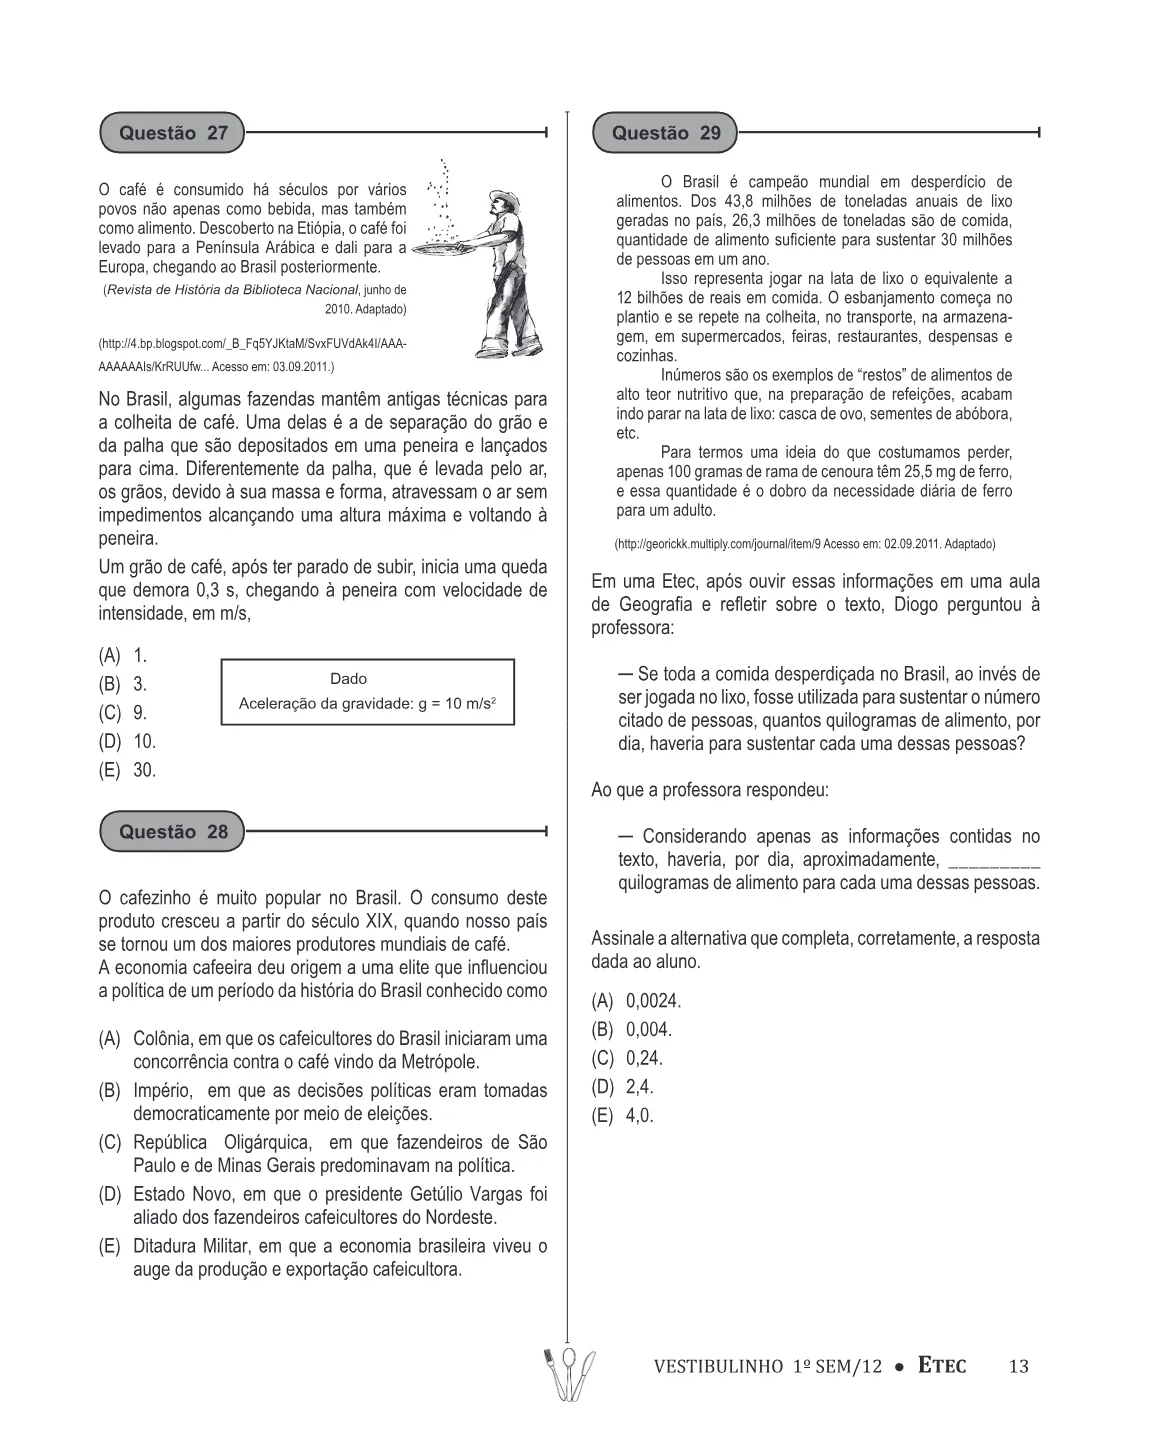 Questão 27
O café é consumido há séculos por vários
povos não apenas como bebida, mas também
como alimento. Descoberto na Etiópia, o café foi
levado para a Península Arábica e dali para a
Europa, chegando ao Brasil posteriormente.
(Revista de História da Biblioteca Nacional, junho de
2010. Adaptado)
(http://4.bp.blogspot.com/_B_Fq5YJKtaM/SvxFUVdAk4I/AAA-
AAAAAAIs/KrRUUfw... Acesso em: 03.09.2011.)
No Brasil, algumas fazendas mantêm antigas técnicas para
a colheita de café. Uma delas é a de separação do grão e
da palha que são depositados em uma peneira e lançados
para cima. Diferentemente da palha, que é levada pelo ar,
os grãos, devido à sua massa e forma, atravessam o ar sem
impedimentos alcançando uma altura máxima e voltando à
peneira.
Um grão de café, após ter parado de subir, inicia uma queda
que demora 0,3 s, chegando à peneira com velocidade de
intensidade, em m/s,
(A) 1.
(B) 3.
(C) 9.
(D) 10.
(E) 30.
Dado
Aceleração da gravidade: g = 10 m/s²
Questão 28
O cafezinho é muito popular no Brasil. O consumo deste
produto cresceu a partir do século XIX, quando nosso país
se tornou um dos maiores produtores mundiais de café.
A economia cafeeira deu origem a uma elite que influenciou
a política de um período da história do Brasil conhecido como
(A) Colônia, em que os cafeicultores do Brasil iniciaram uma
concorrência contra o café vindo da Metrópole.
(B) Império, em que as decisões políticas eram tomadas
democraticamente por meio de eleições.
(C) República Oligárquica, em que fazendeiros de São
Paulo e de Minas Gerais predominavam na política.
(D) Estado Novo, em que o presidente Getúlio Vargas foi
aliado dos fazendeiros cafeicultores do Nordeste.
(E) Ditadura Militar, em que a economia brasileira viveu o
auge da produção e exportação cafeicultora.
Questão 29
O Brasil é campeão mundial em desperdício de
alimentos. Dos 43,8 milhões de toneladas anuais de lixo
geradas no país, 26,3 milhões de toneladas são de comida,
quantidade de alimento suficiente para sustentar 30 milhões
de pessoas em um ano.
Isso representa jogar na lata de lixo o equivalente a
12 bilhões de reais em comida. O esbanjamento começa no
plantio e se repete na colheita, no transporte, na armazena-
gem, em supermercados, feiras, restaurantes, despensas e
cozinhas.
Inúmeros são os exemplos de “restos” de alimentos de
alto teor nutritivo que, na preparação de refeições, acabam
indo parar na lata de lixo: casca de ovo, sementes de abóbora,
etc.
Para termos uma ideia do que costumamos perder,
apenas 100 gramas de rama de cenoura têm 25,5 mg de ferro,
e essa quantidade é o dobro da necessidade diária de ferro
para um adulto.
(http://georickk.multiply.com/journal/item/9 Acesso em: 02.09.2011. Adaptado)
Em uma Etec, após ouvir essas informações em uma aula
de Geografia e refletir sobre o texto, Diogo perguntou à
professora:
— Se toda a comida desperdiçada no Brasil, ao invés de
ser jogada no lixo, fosse utilizada para sustentar o número
citado de pessoas, quantos quilogramas de alimento, por
dia, haveria para sustentar cada uma dessas pessoas?
Ao que a professora respondeu:
— Considerando apenas as informações contidas no
texto, haveria, por dia, aproximadamente, _________
quilogramas de alimento para cada uma dessas pessoas.
Assinale a alternativa que completa, corretamente, a resposta
dada ao aluno.
(A) 0,0024.
(B) 0,004.
(C) 0,24.
(D) 2,4.
(E) 4,0.
VESTIBULINHO 1º SEM/12 • ETEC 13